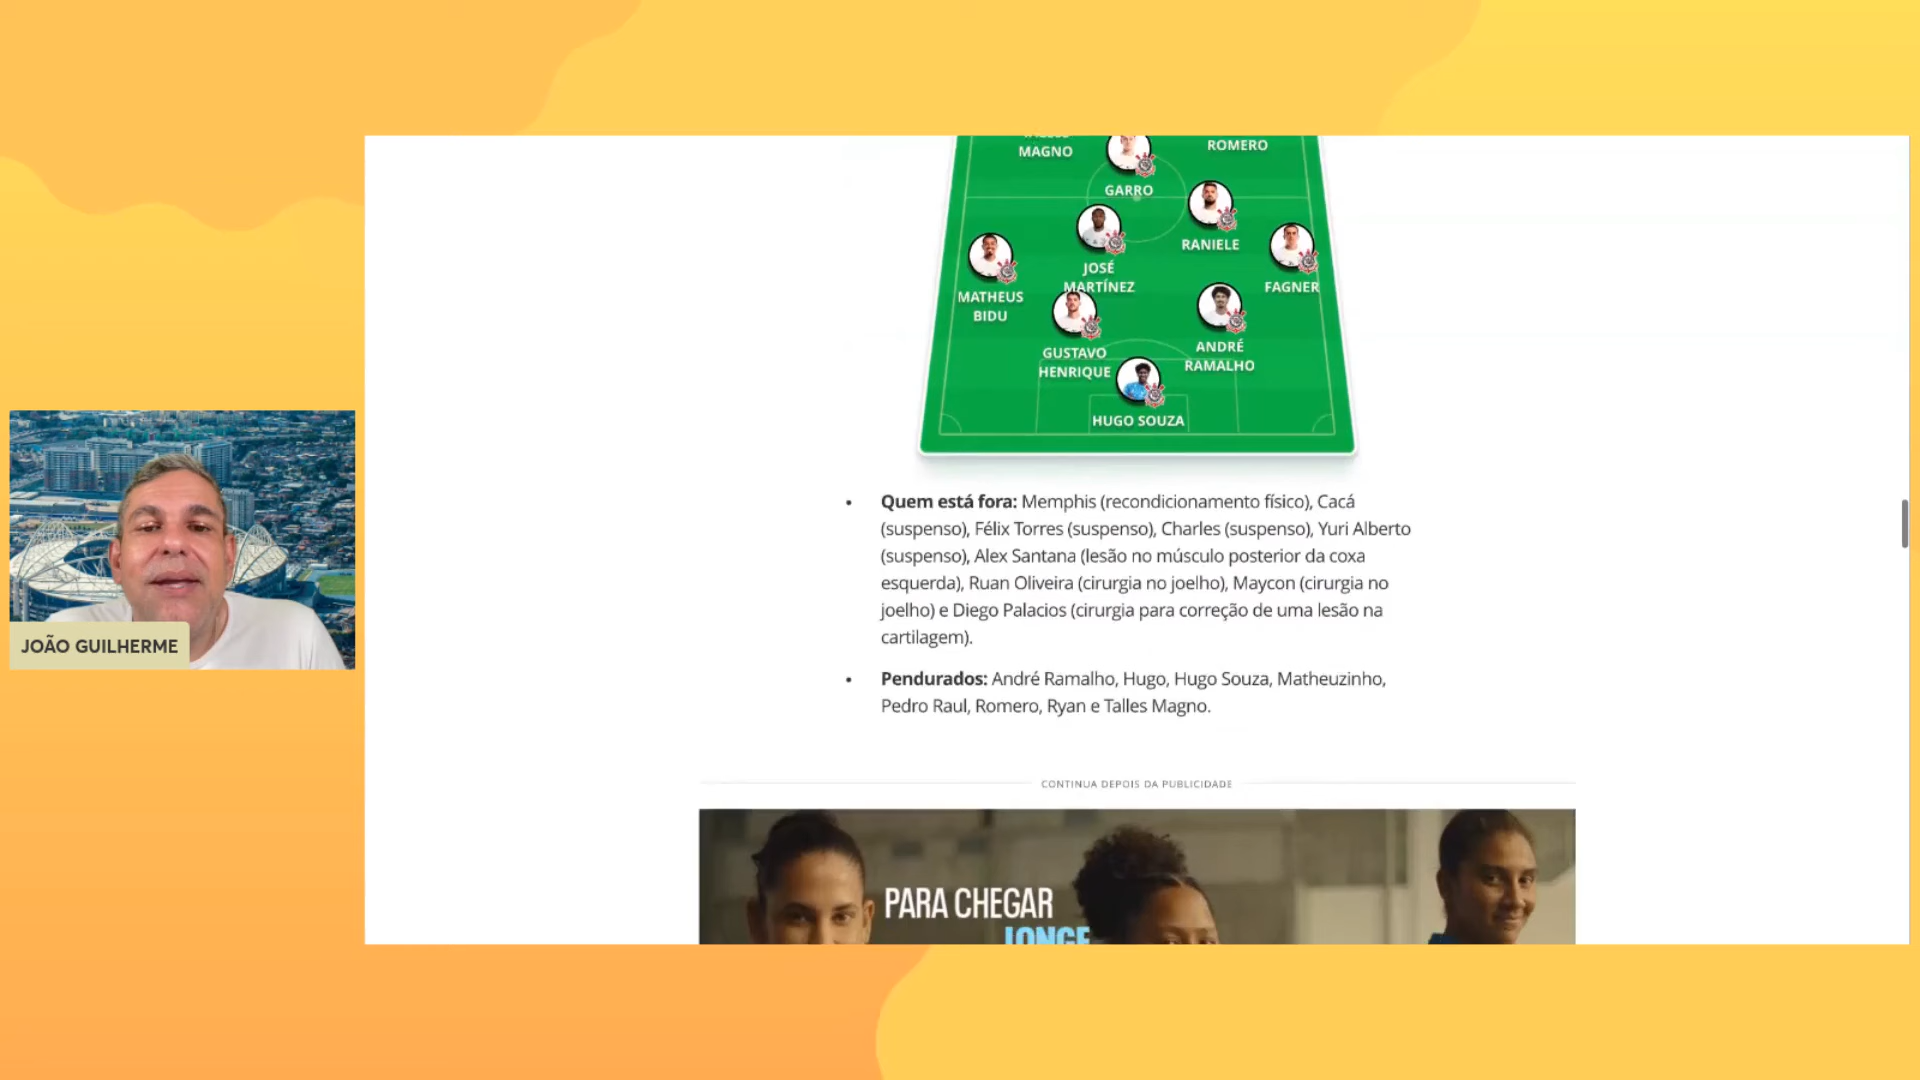 MAGNO
ROMERO
GARRO
RANIELE
JOSÉ
MARTÍNEZ
FAGNER
MATHEUS
BIDU
GUSTAVO
HENRIQUE
ANDRÉ
RAMALHO
HUGO SOUZA
• Quem está fora: Memphis (recondicionamento físico), Cacá
(suspenso), Félix Torres (suspenso), Charles (suspenso), Yuri Alberto
(suspenso), Alex Santana (lesão no músculo posterior da coxa
esquerda), Ruan Oliveira (cirurgia no joelho), Maycon (cirurgia no
joelho) e Diego Palacios (cirurgia para correção de uma lesão na
cartilagem).
• Pendurados: André Ramalho, Hugo, Hugo Souza, Matheuzinho,
Pedro Raul, Romero, Ryan e Talles Magno.
CONTINUA DEPOIS DA PUBLICIDADE
PARA CHEGAR
LONGE
JOÃO GUILHERME